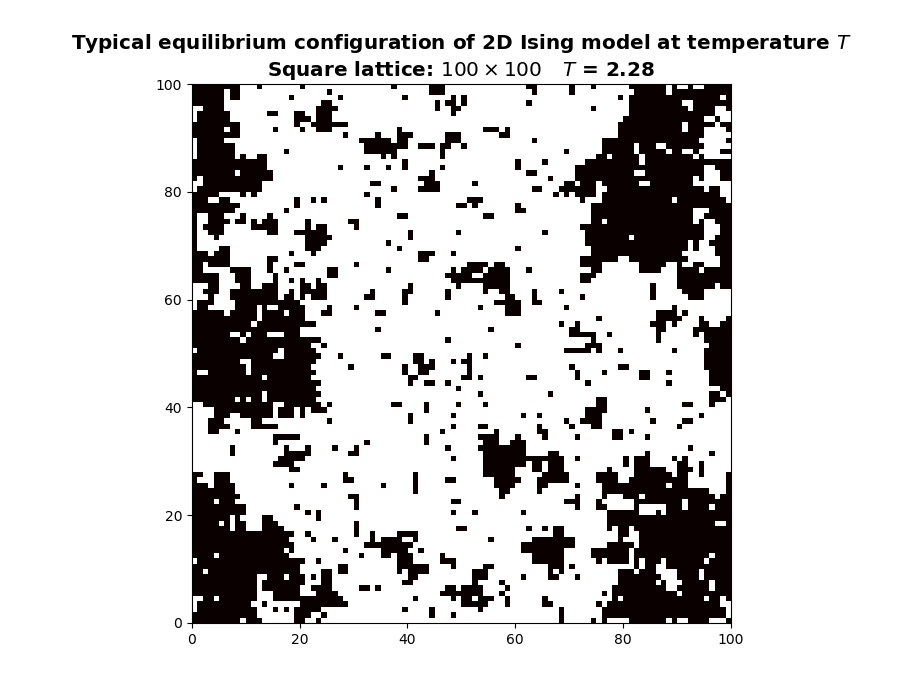 Typical equilibrium configuration of 2D Ising model at temperature T
Square lattice: 100 × 100   T = 2.28
100
80
60
40
20
0
0 20 40 60 80 100